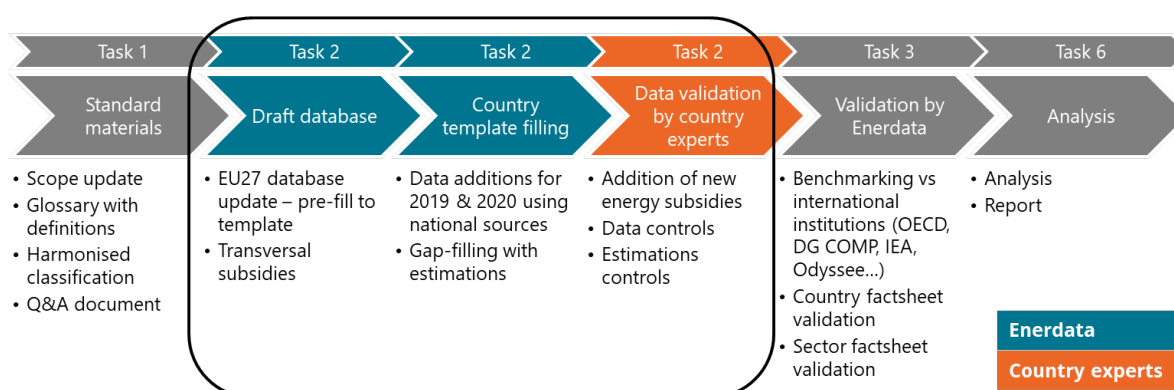 Task 1
Task 2
Task 2
Task 2
Task 3
Task 6
Standard
materials
Draft database
Country
template filling
Data validation
by country
experts
Validation by
Enerdata
Analysis
• Scope update
• Glossary with
definitions
• Harmonised
classification
• Q&A document
• EU27 database
update – pre-fill to
template
• Transversal
subsidies
• Data additions for
2019 & 2020 using
national sources
• Gap-filling with
estimations
• Addition of new
energy subsidies
• Data controls
• Estimations
controls
• Benchmarking vs
international
institutions (OECD,
DG COMP, IEA,
Odyssee...)
• Country factsheet
validation
• Sector factsheet
validation
• Analysis
• Report
Enerdata
Country experts